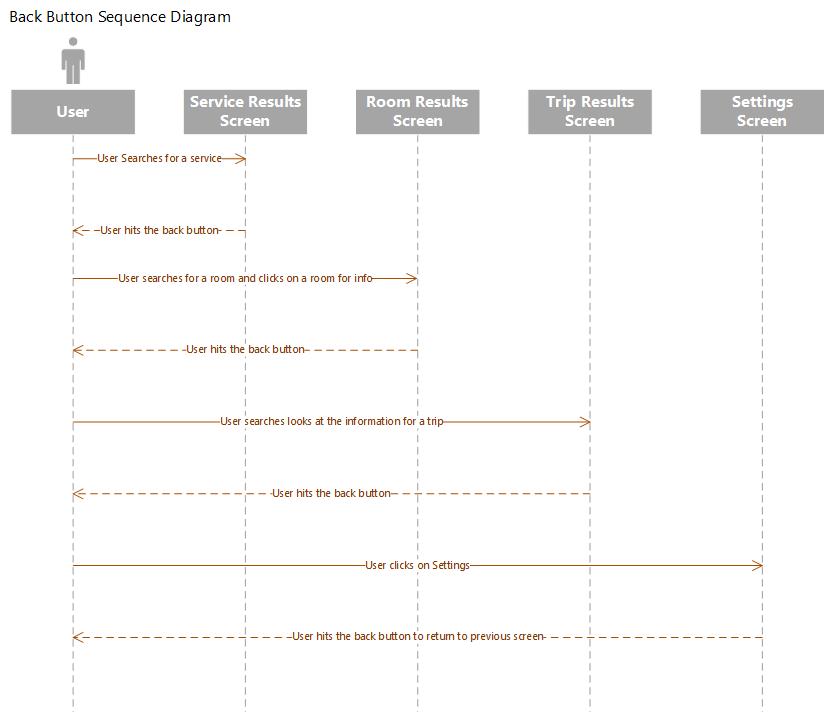 Back Button Sequence Diagram
User
Service Results
Screen
Room Results
Screen
Trip Results
Screen
Settings
Screen
User Searches for a service
User hits the back button
User searches for a room and clicks on a room for info
User hits the back button
User searches looks at the information for a trip
User hits the back button
User clicks on Settings
User hits the back button to return to previous screen